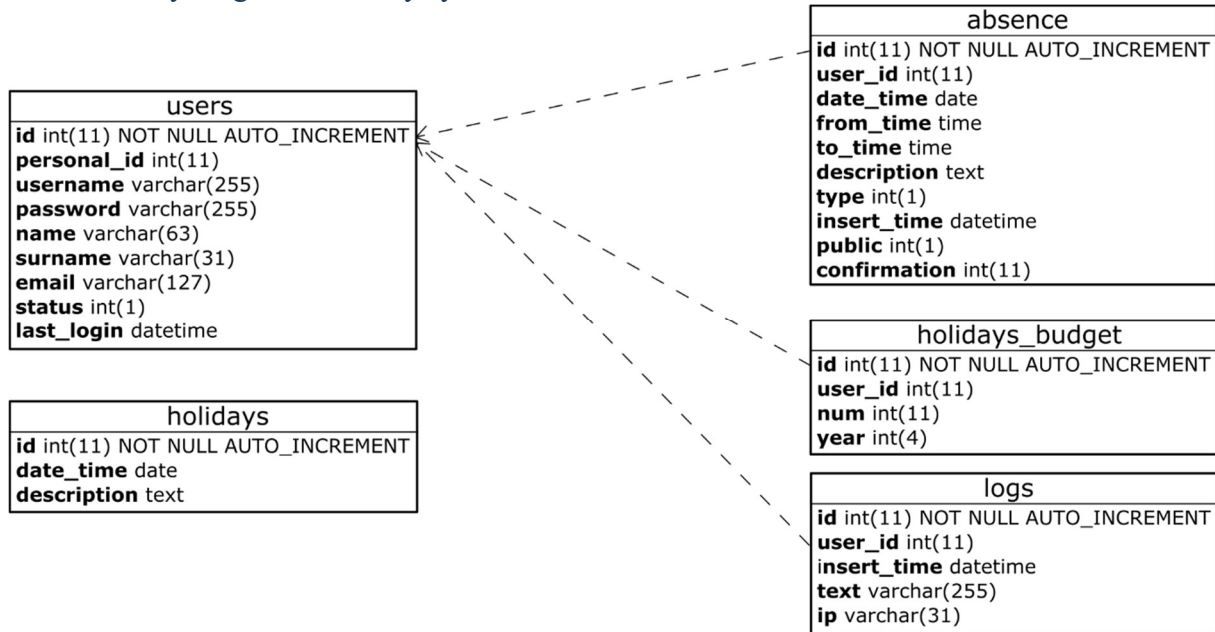 users
id int(11) NOT NULL AUTO_INCREMENT
personal_id int(11)
username varchar(255)
password varchar(255)
name varchar(63)
surname varchar(31)
email varchar(127)
status int(1)
last_login datetime
holidays
id int(11) NOT NULL AUTO_INCREMENT
date_time date
description text
absence
id int(11) NOT NULL AUTO_INCREMENT
user_id int(11)
date_time date
from_time time
to_time time
description text
type int(1)
insert_time datetime
public int(1)
confirmation int(11)
holidays_budget
id int(11) NOT NULL AUTO_INCREMENT
user_id int(11)
num int(11)
year int(4)
logs
id int(11) NOT NULL AUTO_INCREMENT
user_id int(11)
insert_time datetime
text varchar(255)
ip varchar(31)